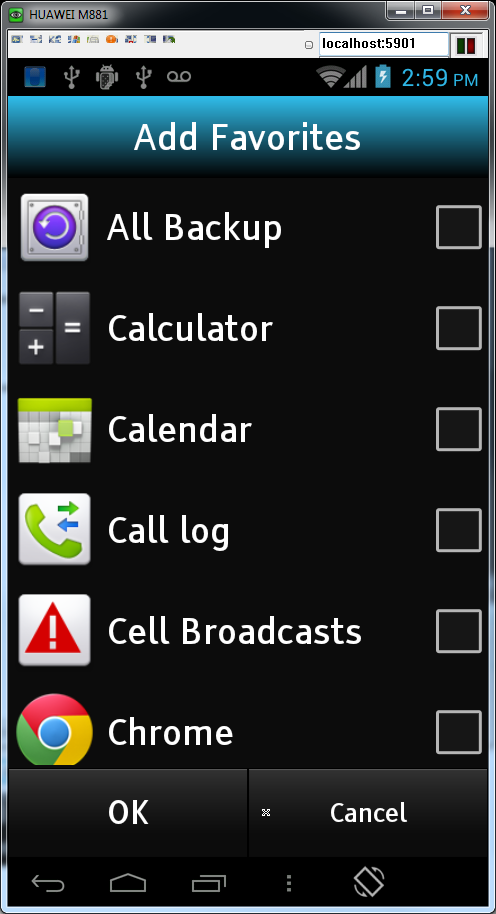 HUAWEI M881
localhost:5901
2:59 PM
Add Favorites
All Backup
Calculator
Calendar
Call log
Cell Broadcasts
Chrome
OK
Cancel